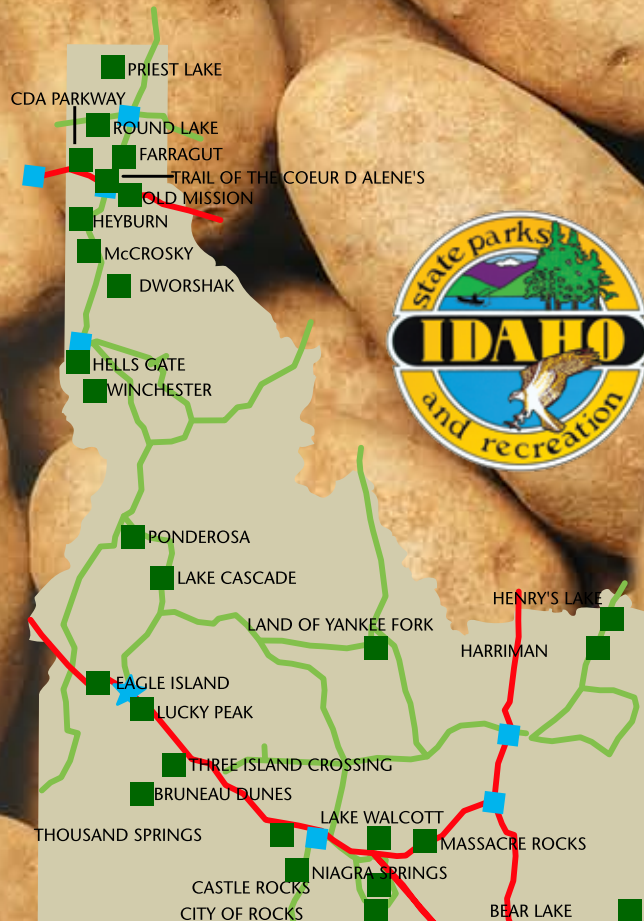 PRIEST LAKE
CDA PARKWAY
ROUND LAKE
FARRAGUT
TRAIL OF THE COEUR D ALENE'S
OLD MISSION
HEYBURN
McCROSKY
DWORSHAK
state parks
IDAHO
and recreation
HELLS GATE
WINCHESTER
PONDEROSA
LAKE CASCADE
HENRY'S LAKE
LAND OF YANKEE FORK
HARRIMAN
EAGLE ISLAND
LUCKY PEAK
THREE ISLAND CROSSING
BRUNEAU DUNES
LAKE WALCOTT
THOUSAND SPRINGS
MASSACRE ROCKS
NIAGRA SPRINGS
CASTLE ROCKS
CITY OF ROCKS
BEAR LAKE